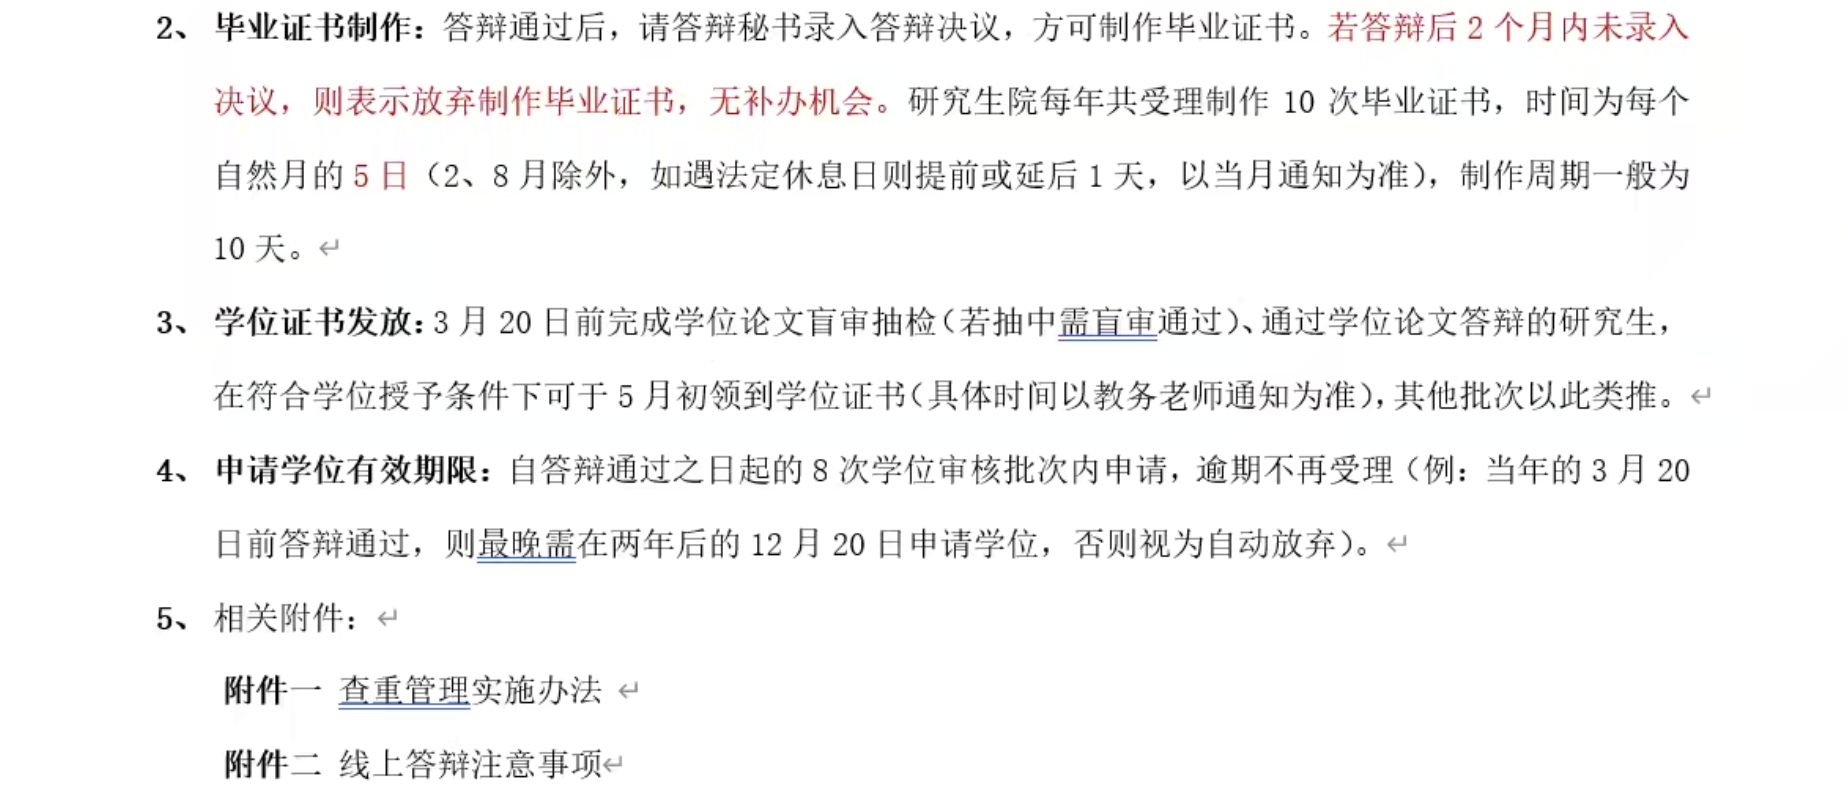 2、 毕业证书制作：答辩通过后，请答辩秘书录入答辩决议，方可制作毕业证书。若答辩后 2 个月内未录入
决议，则表示放弃制作毕业证书，无补办机会。研究生院每年共受理制作 10 次毕业证书，时间为每个
自然月的 5 日（2、8 月除外，如遇法定休息日则提前或延后 1 天，以当月通知为准），制作周期一般为
10 天。↵
3、 学位证书发放：3 月 20 日前完成学位论文盲审抽检（若抽中需盲审通过）、通过学位论文答辩的研究生，
在符合学位授予条件下可于 5 月初领到学位证书（具体时间以教务老师通知为准），其他批次以此类推。↵
4、 申请学位有效期限：自答辩通过之日起的 8 次学位审核批次内申请，逾期不再受理（例：当年的 3 月 20
日前答辩通过，则最晚需在两年后的 12 月 20 日申请学位，否则视为自动放弃）。↵
5、 相关附件：↵
附件一 查重管理实施办法 ↵
附件二 线上答辩注意事项↵